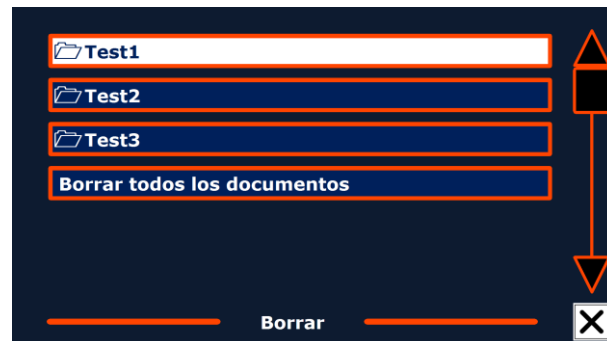 Test1
Test2
Test3
Borrar todos los documentos
Borrar